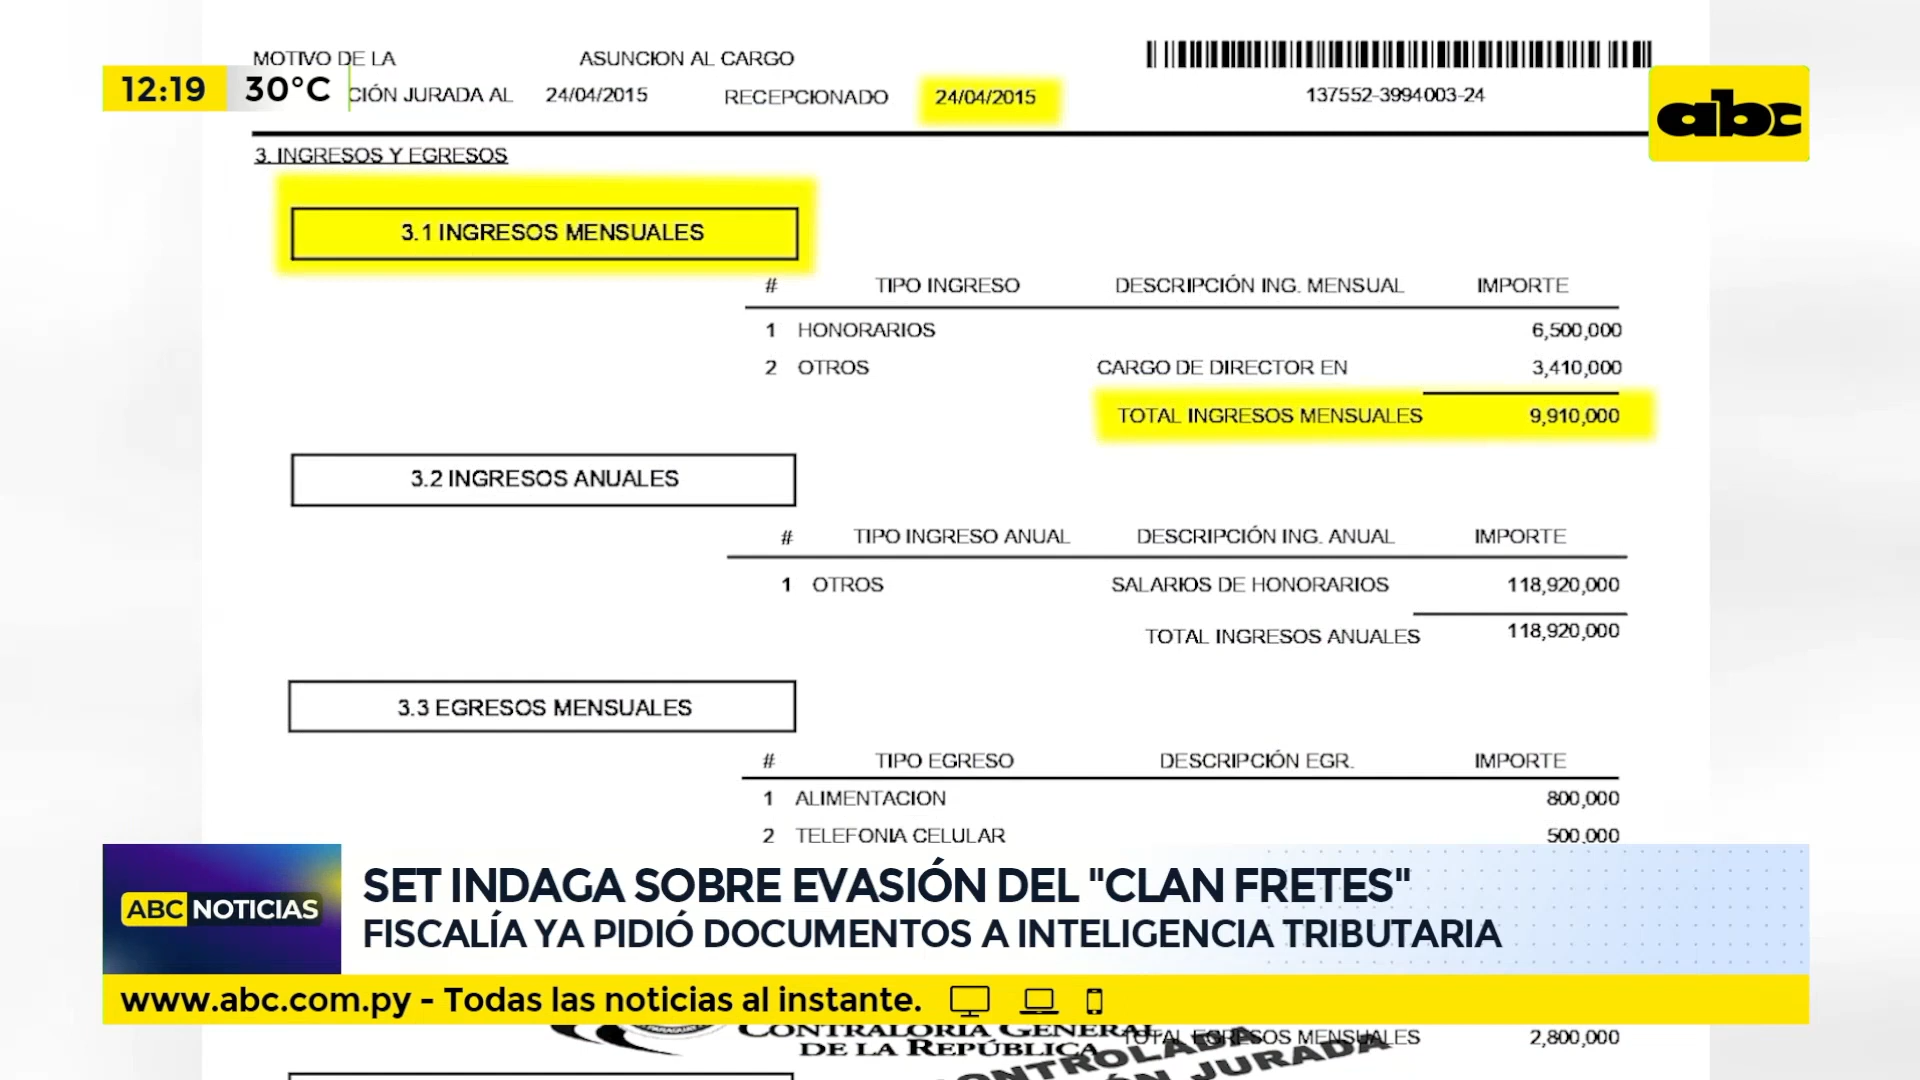 MOTIVO DE LA ASUNCION AL CARGO
12:19 30°C CIÓN JURADA AL 24/04/2015 RECEPCIONADO 24/04/2015 137552-3994003-24
abc
3. INGRESOS Y EGRESOS
3.1 INGRESOS MENSUALES
# TIPO INGRESO DESCRIPCIÓN ING. MENSUAL IMPORTE
1 HONORARIOS 6,500,000
2 OTROS CARGO DE DIRECTOR EN 3,410,000
TOTAL INGRESOS MENSUALES 9,910,000
3.2 INGRESOS ANUALES
# TIPO INGRESO ANUAL DESCRIPCIÓN ING. ANUAL IMPORTE
1 OTROS SALARIOS DE HONORARIOS 118,920,000
TOTAL INGRESOS ANUALES 118,920,000
3.3 EGRESOS MENSUALES
# TIPO EGRESO DESCRIPCIÓN EGR. IMPORTE
1 ALIMENTACION 800,000
2 TELEFONIA CELULAR 500,000
ABC NOTICIAS
SET INDAGA SOBRE EVASIÓN DEL "CLAN FRETES"
FISCALÍA YA PIDIÓ DOCUMENTOS A INTELIGENCIA TRIBUTARIA
www.abc.com.py - Todas las noticias al instante.
CONTRALORIA GENERAL
DE LA REPÚBLICA
TOTAL EGRESOS MENSUALES 2,800,000
JURADA